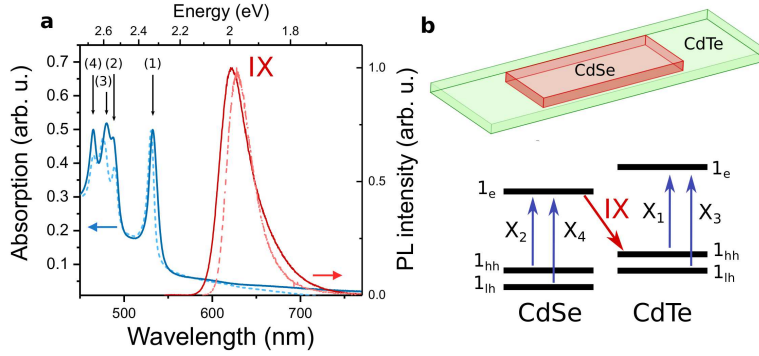 a
Energy (eV)
2.6 2.4 2.2 2 1.8
(4) (2) (1)
(3)
IX
Absorption (arb. u.)
0.7
0.6
0.5
0.4
0.3
0.2
0.1
PL intensity (arb. u.)
1.0
0.5
0.0
500 550 600 650 700
Wavelength (nm)
b
CdTe
CdSe
1e
1e
IX
X2 X4
X1 X3
1hh
1lh
1hh
1lh
CdSe CdTe